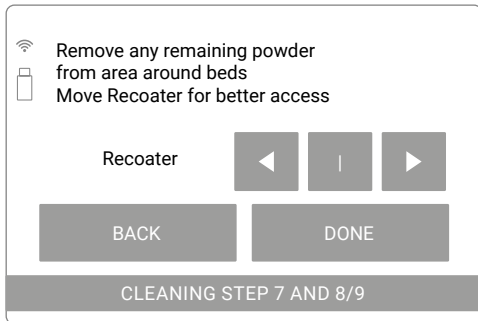 Remove any remaining powder
from area around beds
Move Recoater for better access
Recoater
|
BACK
DONE
CLEANING STEP 7 AND 8/9